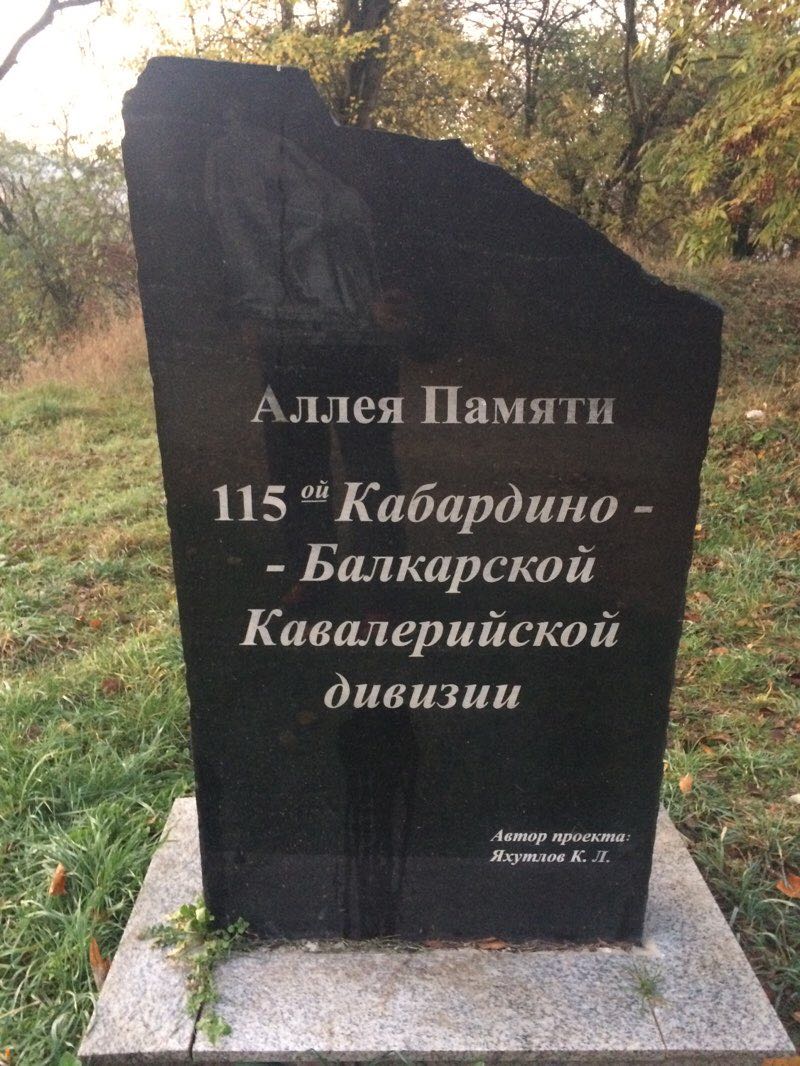 Аллея Памяти
115 ой Кабардино -
- Балкарской
Кавалерийской
дивизии
Автор проекта:
Яхутлов К. Л.